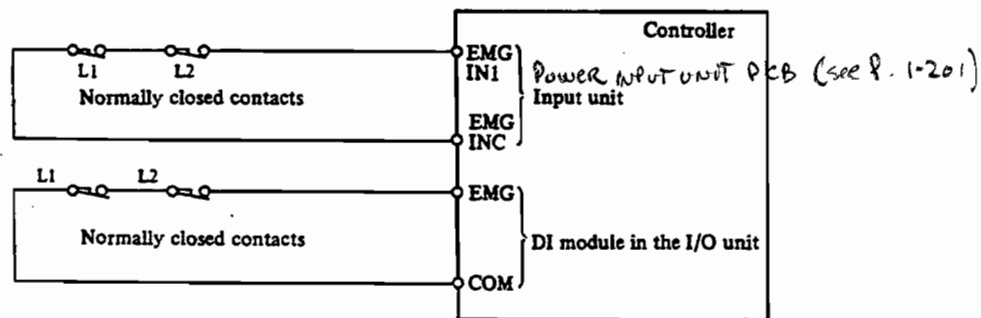 Controller
EMG
IN1
L1 L2
Power input unit PCB (see P. 1-201)
Normally closed contacts
Input unit
EMG
INC
L1 L2
EMG
Normally closed contacts
DI module in the I/O unit
COM